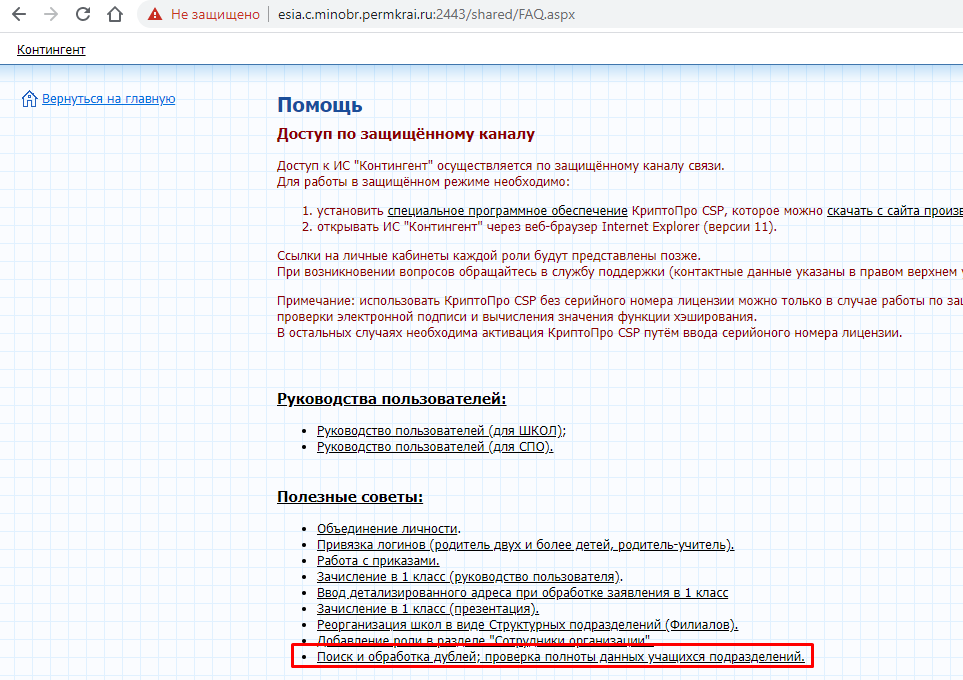 Не защищено esia.c.minobr.permkrai.ru:2443/shared/FAQ.aspx
Контингент
Вернуться на главную
Помощь
Доступ по защищённому каналу
Доступ к ИС "Контингент" осуществляется по защищённому каналу связи.
Для работы в защищённом режиме необходимо:
1. установить специальное программное обеспечение КриптоПро CSP, которое можно скачать с сайта
2. открывать ИС "Контингент" через веб-браузер Internet Explorer (версии 11).
Ссылки на личные кабинеты каждой роли будут представлены позже.
При возникновении вопросов обращайтесь в службу поддержки (контактные данные указаны в правом верхнем
Примечание: использовать КриптоПро CSP без серийного номера лицензии можно только в случае работы по
проверки электронной подписи и вычисления значения функции хэширования.
В остальных случаях необходима активация КриптоПро CSP путём ввода серийоного номера лицензии.
Руководства пользователей:
• Руководство пользователей (для ШКОЛ);
• Руководство пользователей (для СПО).
Полезные советы:
• Объединение личности.
• Привязка логинов (родитель двух и более детей, родитель-учитель).
• Работа с приказами.
• Зачисление в 1 класс (руководство пользователя).
• Ввод детализированного адреса при обработке заявления в 1 класс
• Зачисление в 1 класс (презентация).
• Реорганизация школ в виде Структурных подразделений (Филиалов).
• Добавление роли в разделе "Сотрудники организации".
• Поиск и обработка дублей; проверка полноты данных учащихся подразделений.